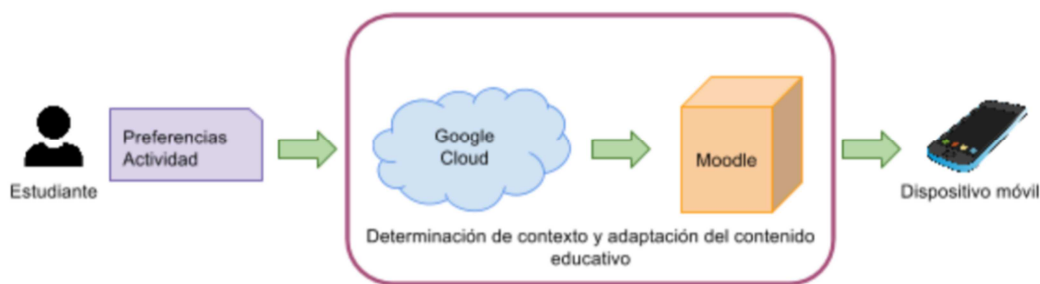 Estudiante
Preferencias
Actividad
Google
Cloud
Moodle
Determinación de contexto y adaptación del contenido
educativo
Dispositivo móvil